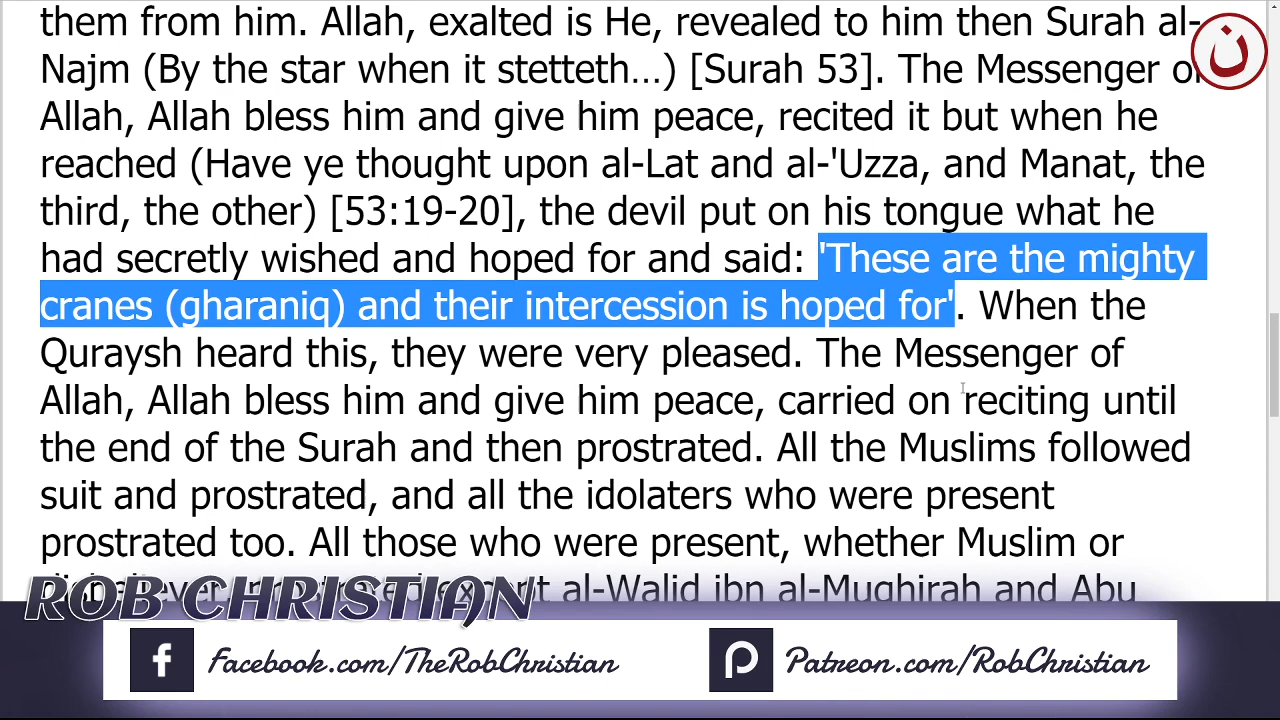 them from him. Allah, exalted is He, revealed to him then Surah al-
ن
Najm (By the star when it stetteth...) [Surah 53]. The Messenger of
Allah, Allah bless him and give him peace, recited it but when he
reached (Have ye thought upon al-Lat and al-'Uzza, and Manat, the
third, the other) [53:19-20], the devil put on his tongue what he
had secretly wished and hoped for and said: 'These are the mighty
cranes (gharaniq) and their intercession is hoped for'. When the
Quraysh heard this, they were very pleased. The Messenger of
Allah, Allah bless him and give him peace, carried on reciting until
the end of the Surah and then prostrated. All the Muslims followed
suit and prostrated, and all the idolaters who were present
prostrated too. All those who were present, whether Muslim or
al-Walid ibn al-Mughirah and Abu
ROB CHRISTIAN
Facebook.com/TheRobChristian
Patreon.com/RobChristian